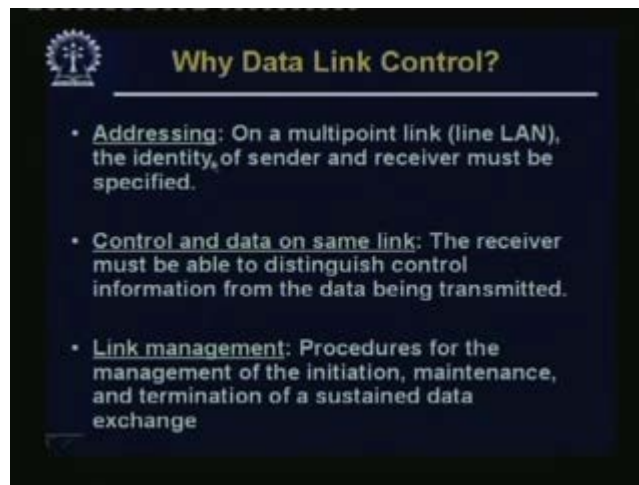 Why Data Link Control?
• Addressing: On a multipoint link (line LAN),
the identity of sender and receiver must be
specified.
• Control and data on same link: The receiver
must be able to distinguish control
information from the data being transmitted.
• Link management: Procedures for the
management of the initiation, maintenance,
and termination of a sustained data
exchange